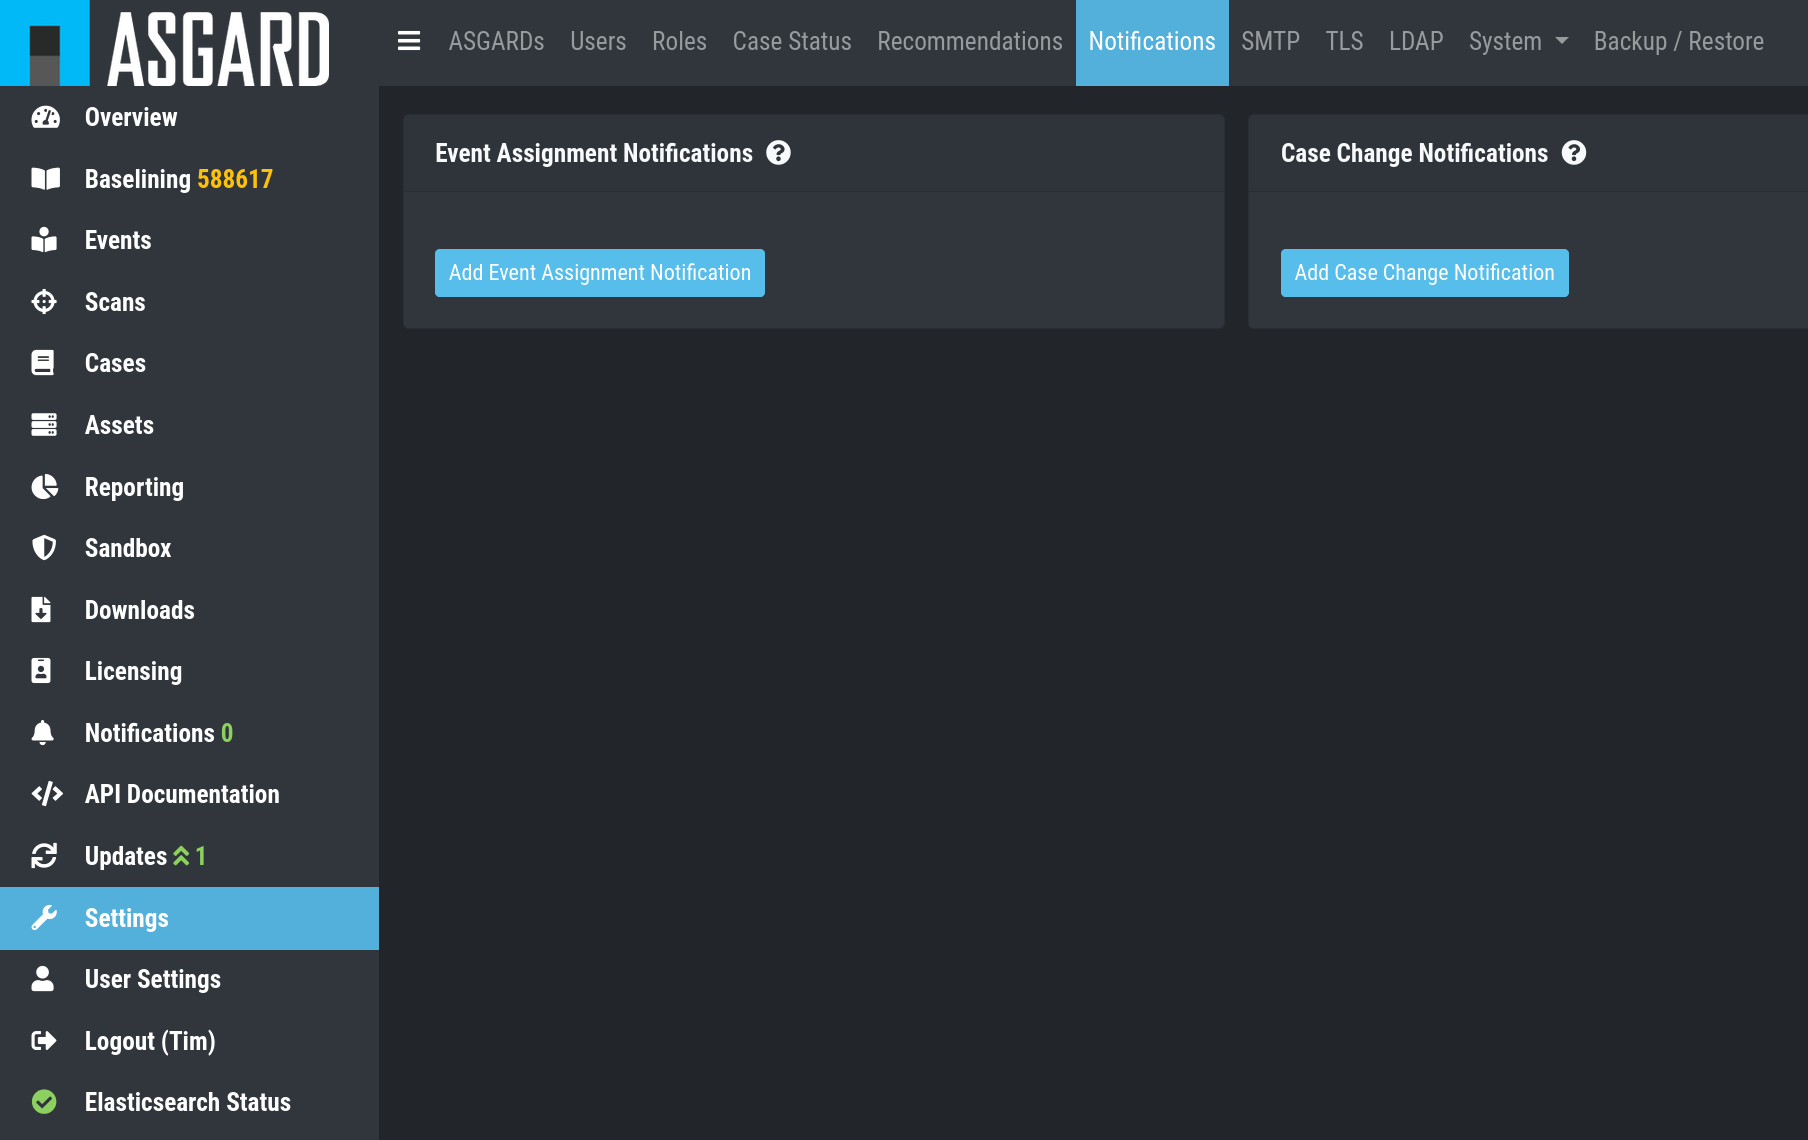 ASGARD
ASGARDs Users Roles Case Status Recommendations Notifications SMTP TLS LDAP System Backup / Restore
Overview
Baselining 588617
Events
Scans
Cases
Assets
Reporting
Sandbox
Downloads
Licensing
Notifications 0
API Documentation
Updates 1
Settings
User Settings
Logout (Tim)
Elasticsearch Status
Event Assignment Notifications
Add Event Assignment Notification
Case Change Notifications
Add Case Change Notification